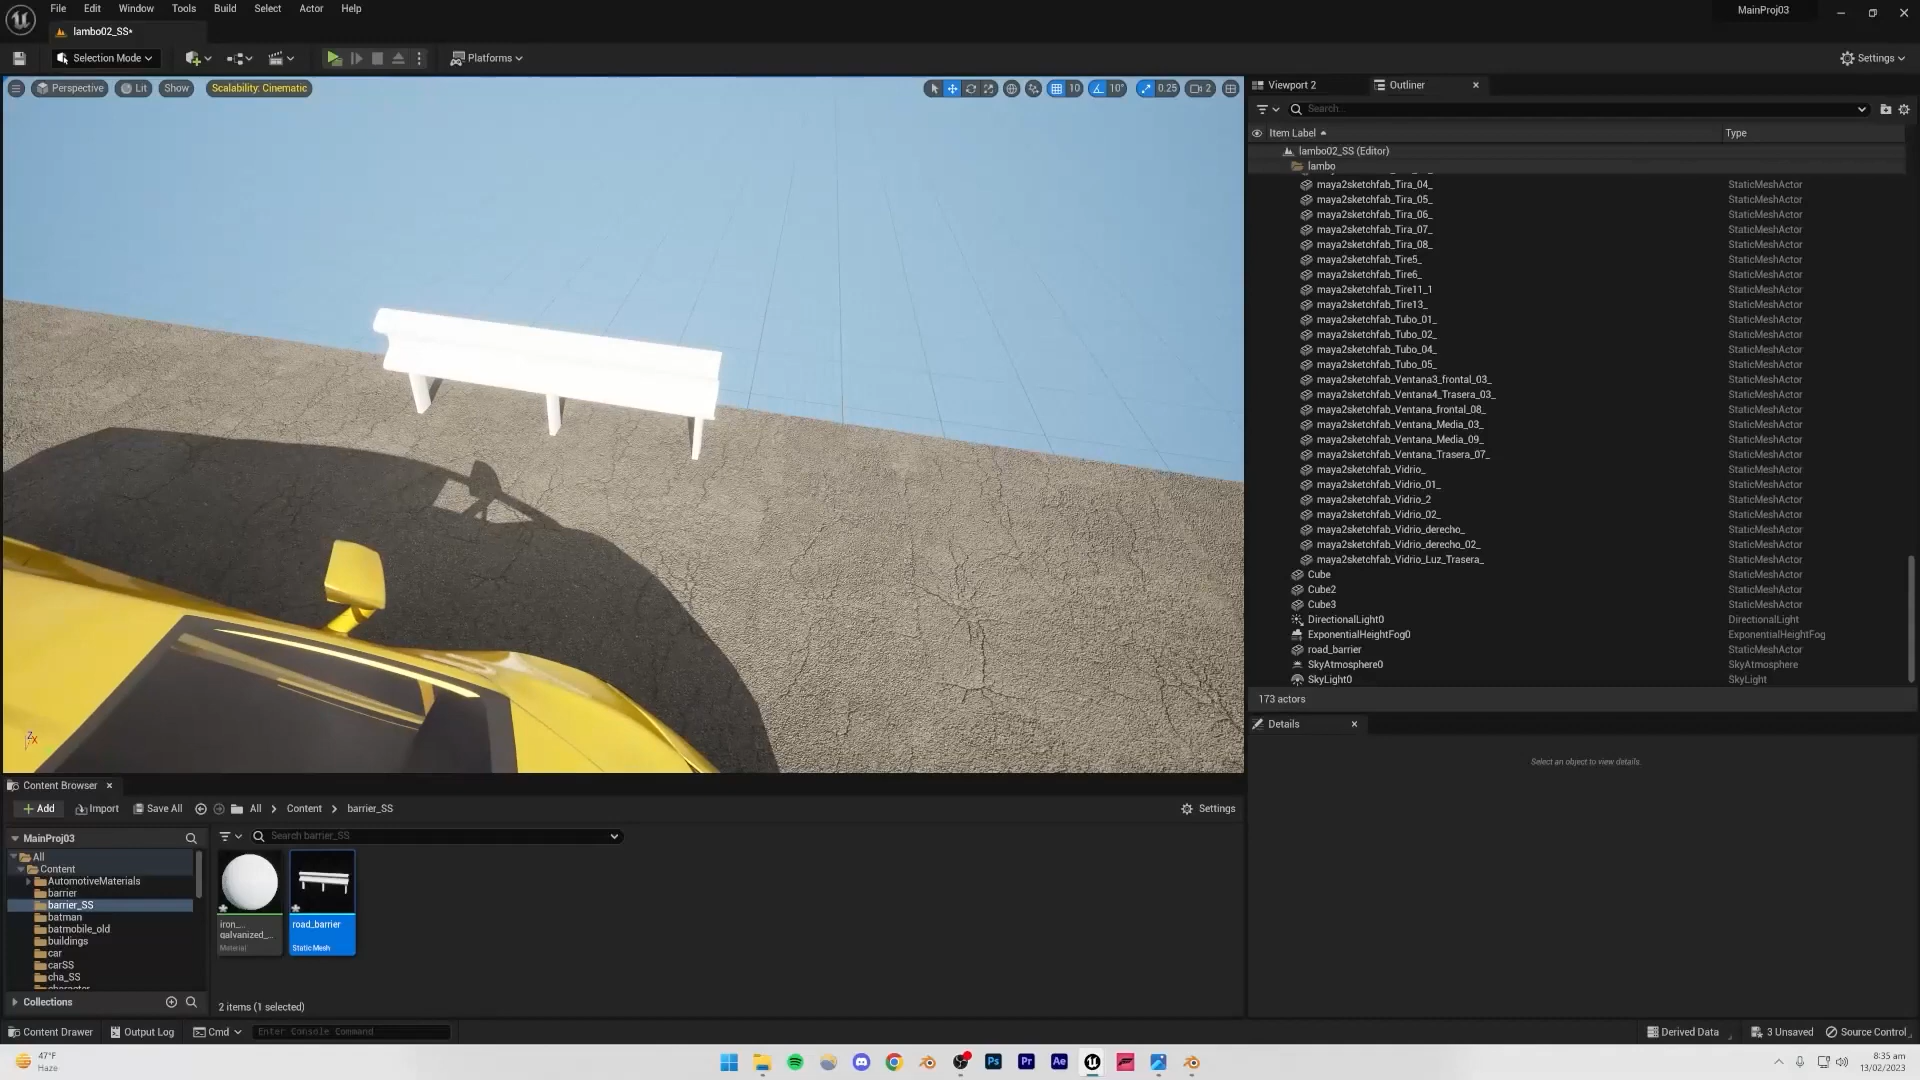 File Edit Window Tools Build Select Actor Help
MainProj03
lambo02_SS•
Selection Mode
Platforms
Settings
Perspective Lit Show Scalability: Cinematic
10 10° 0.25 2
Viewport 2 Outliner
Search...
Item Label Type
lambo02_SS (Editor)
lambo
maya2sketchfab_Tira_04_ StaticMeshActor
maya2sketchfab_Tira_05_ StaticMeshActor
maya2sketchfab_Tira_06_ StaticMeshActor
maya2sketchfab_Tira_07_ StaticMeshActor
maya2sketchfab_Tira_08_ StaticMeshActor
maya2sketchfab_Tire5_ StaticMeshActor
maya2sketchfab_Tire6_ StaticMeshActor
maya2sketchfab_Tire11_1 StaticMeshActor
maya2sketchfab_Tire13_ StaticMeshActor
maya2sketchfab_Tubo_01_ StaticMeshActor
maya2sketchfab_Tubo_02_ StaticMeshActor
maya2sketchfab_Tubo_04_ StaticMeshActor
maya2sketchfab_Tubo_05_ StaticMeshActor
maya2sketchfab_Ventana3_frontal_03_ StaticMeshActor
maya2sketchfab_Ventana4_Trasera_03_ StaticMeshActor
maya2sketchfab_Ventana_frontal_08_ StaticMeshActor
maya2sketchfab_Ventana_Media_03_ StaticMeshActor
maya2sketchfab_Ventana_Media_09_ StaticMeshActor
maya2sketchfab_Ventana_Trasera_07_ StaticMeshActor
maya2sketchfab_Vidrio_ StaticMeshActor
maya2sketchfab_Vidrio_01_ StaticMeshActor
maya2sketchfab_Vidrio_2 StaticMeshActor
maya2sketchfab_Vidrio_02_ StaticMeshActor
maya2sketchfab_Vidrio_derecho_ StaticMeshActor
maya2sketchfab_Vidrio_derecho_02_ StaticMeshActor
maya2sketchfab_Vidrio_Luz_Trasera_ StaticMeshActor
Cube StaticMeshActor
Cube2 StaticMeshActor
Cube3 StaticMeshActor
DirectionalLight0 DirectionalLight
ExponentialHeightFog0 ExponentialHeightFog
road_barrier StaticMeshActor
SkyAtmosphere0 SkyAtmosphere
SkyLight0 SkyLight
173 actors
Details
Select an object to view details.
Content Browser
Add Import Save All All Content barrier_SS Settings
MainProj03
Search barrier_SS
All
Content
AutomotiveMaterials
barrier
barrier_SS
batman
batmobile_old
buildings
car
carSS
cha_SS
character
Collections
iron_...
galvanized_...
Material
road_barrier
Static Mesh
2 items (1 selected)
Content Drawer Output Log Cmd Enter Console Command
Derived Data 3 Unsaved Source Control
47°F
Haze
Ps Pr Ae
8:35 am
13/02/2023